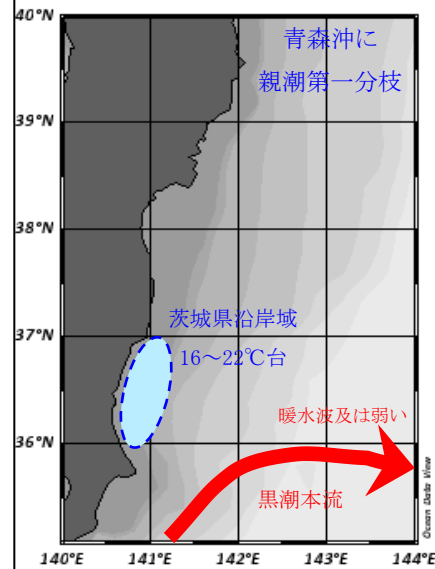 40°N
青森沖に
親潮第一分枝
39°N
38°N
37°N
茨城県沿岸域
16～22℃台
暖水波及は弱い
36°N
黒潮本流
Ocean Data View
140°E
141°E
142°E
143°E
144°E